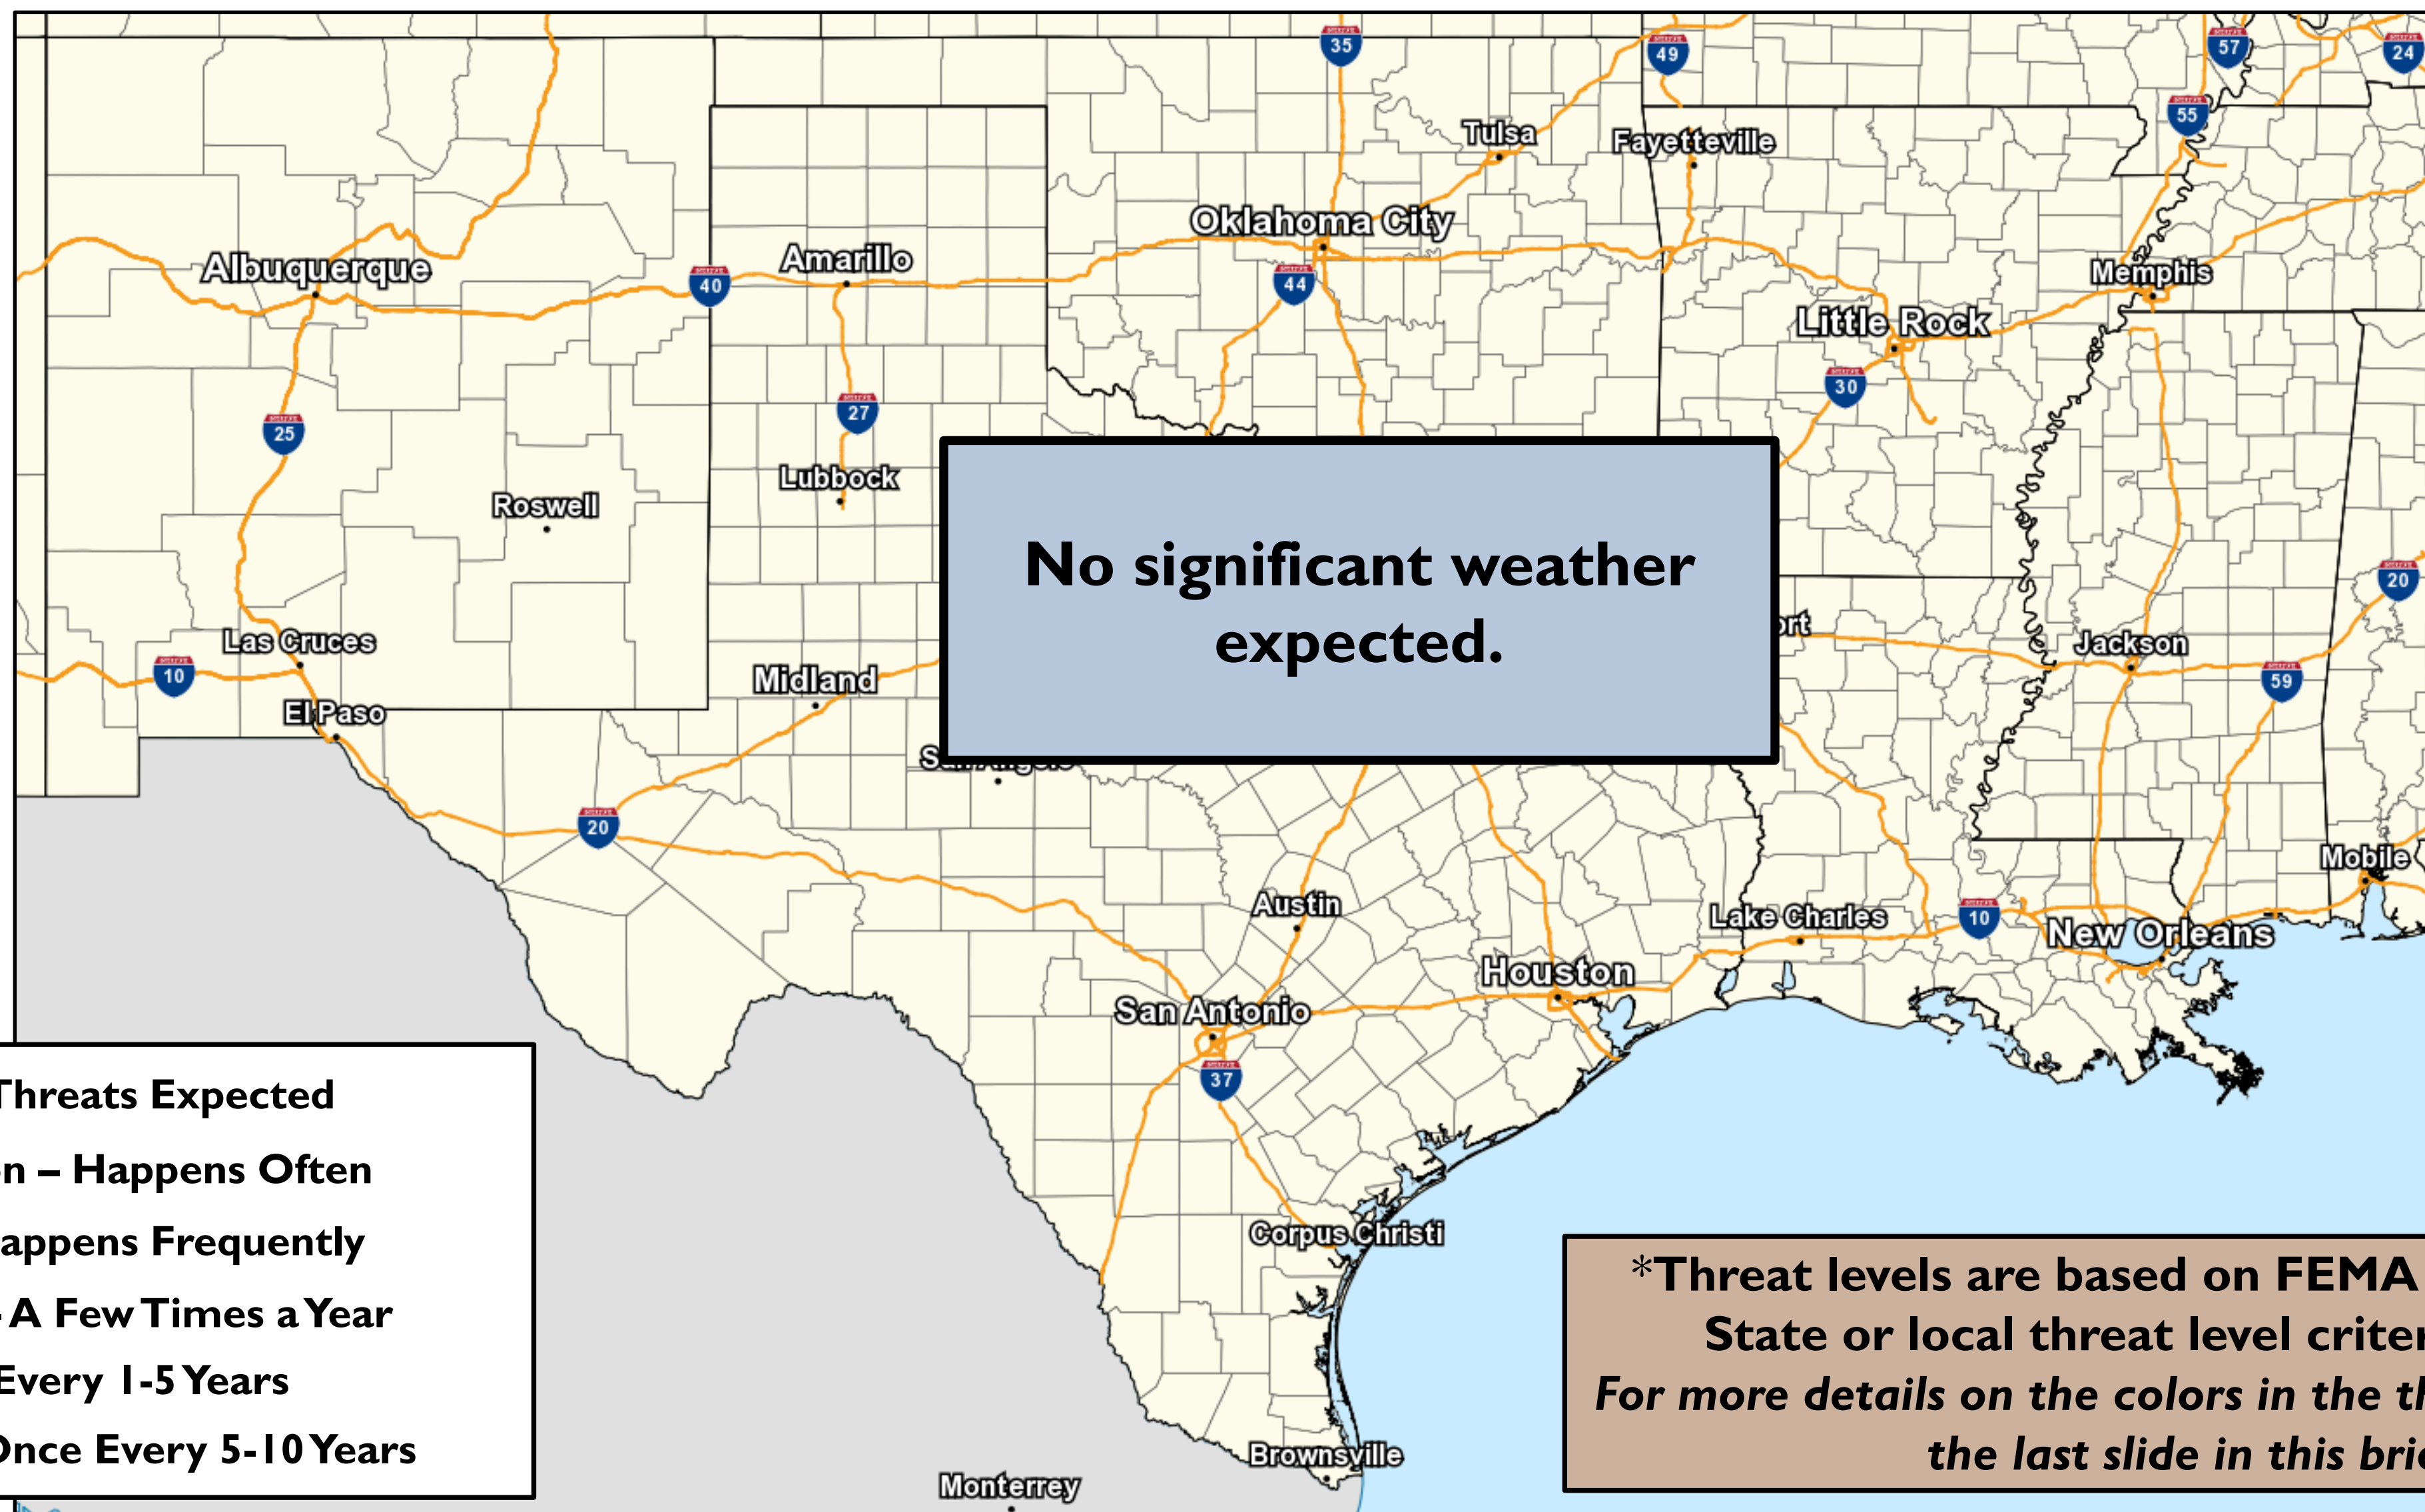 35
49
57
24
55
Tulsa
Fayetteville
Oklahoma City
Albuquerque
Amarillo
40
44
Memphis
Little Rock
30
25
27
Lubbock
Roswell
No significant weather
expected.
20
Las Cruces
10
Midland
Jackson
59
El Paso
20
Mobile
Austin
Lake Charles
10
New Orleans
Houston
San Antonio
37
Threats Expected
n – Happens Often
appens Frequently
- A Few Times a Year
Every 1-5 Years
Once Every 5-10 Years
Corpus Christi
*Threat levels are based on FEMA
State or local threat level criter
For more details on the colors in the th
the last slide in this brie
Brownsville
Monterrey